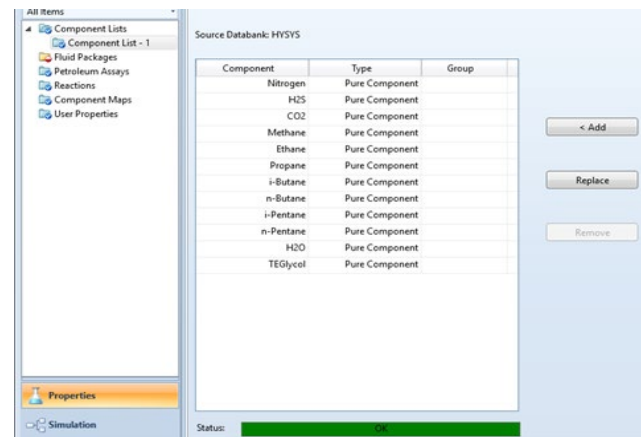 All Items
Component Lists
Component List - 1
Fluid Packages
Petroleum Assays
Reactions
Component Maps
User Properties
Properties
Simulation
Source Databank: HYSYS
Component Type Group
Nitrogen Pure Component
H2S Pure Component
CO2 Pure Component
Methane Pure Component
Ethane Pure Component
Propane Pure Component
i-Butane Pure Component
n-Butane Pure Component
i-Pentane Pure Component
n-Pentane Pure Component
H2O Pure Component
TEGlycol Pure Component
Status: OK
< Add
Replace
Remove